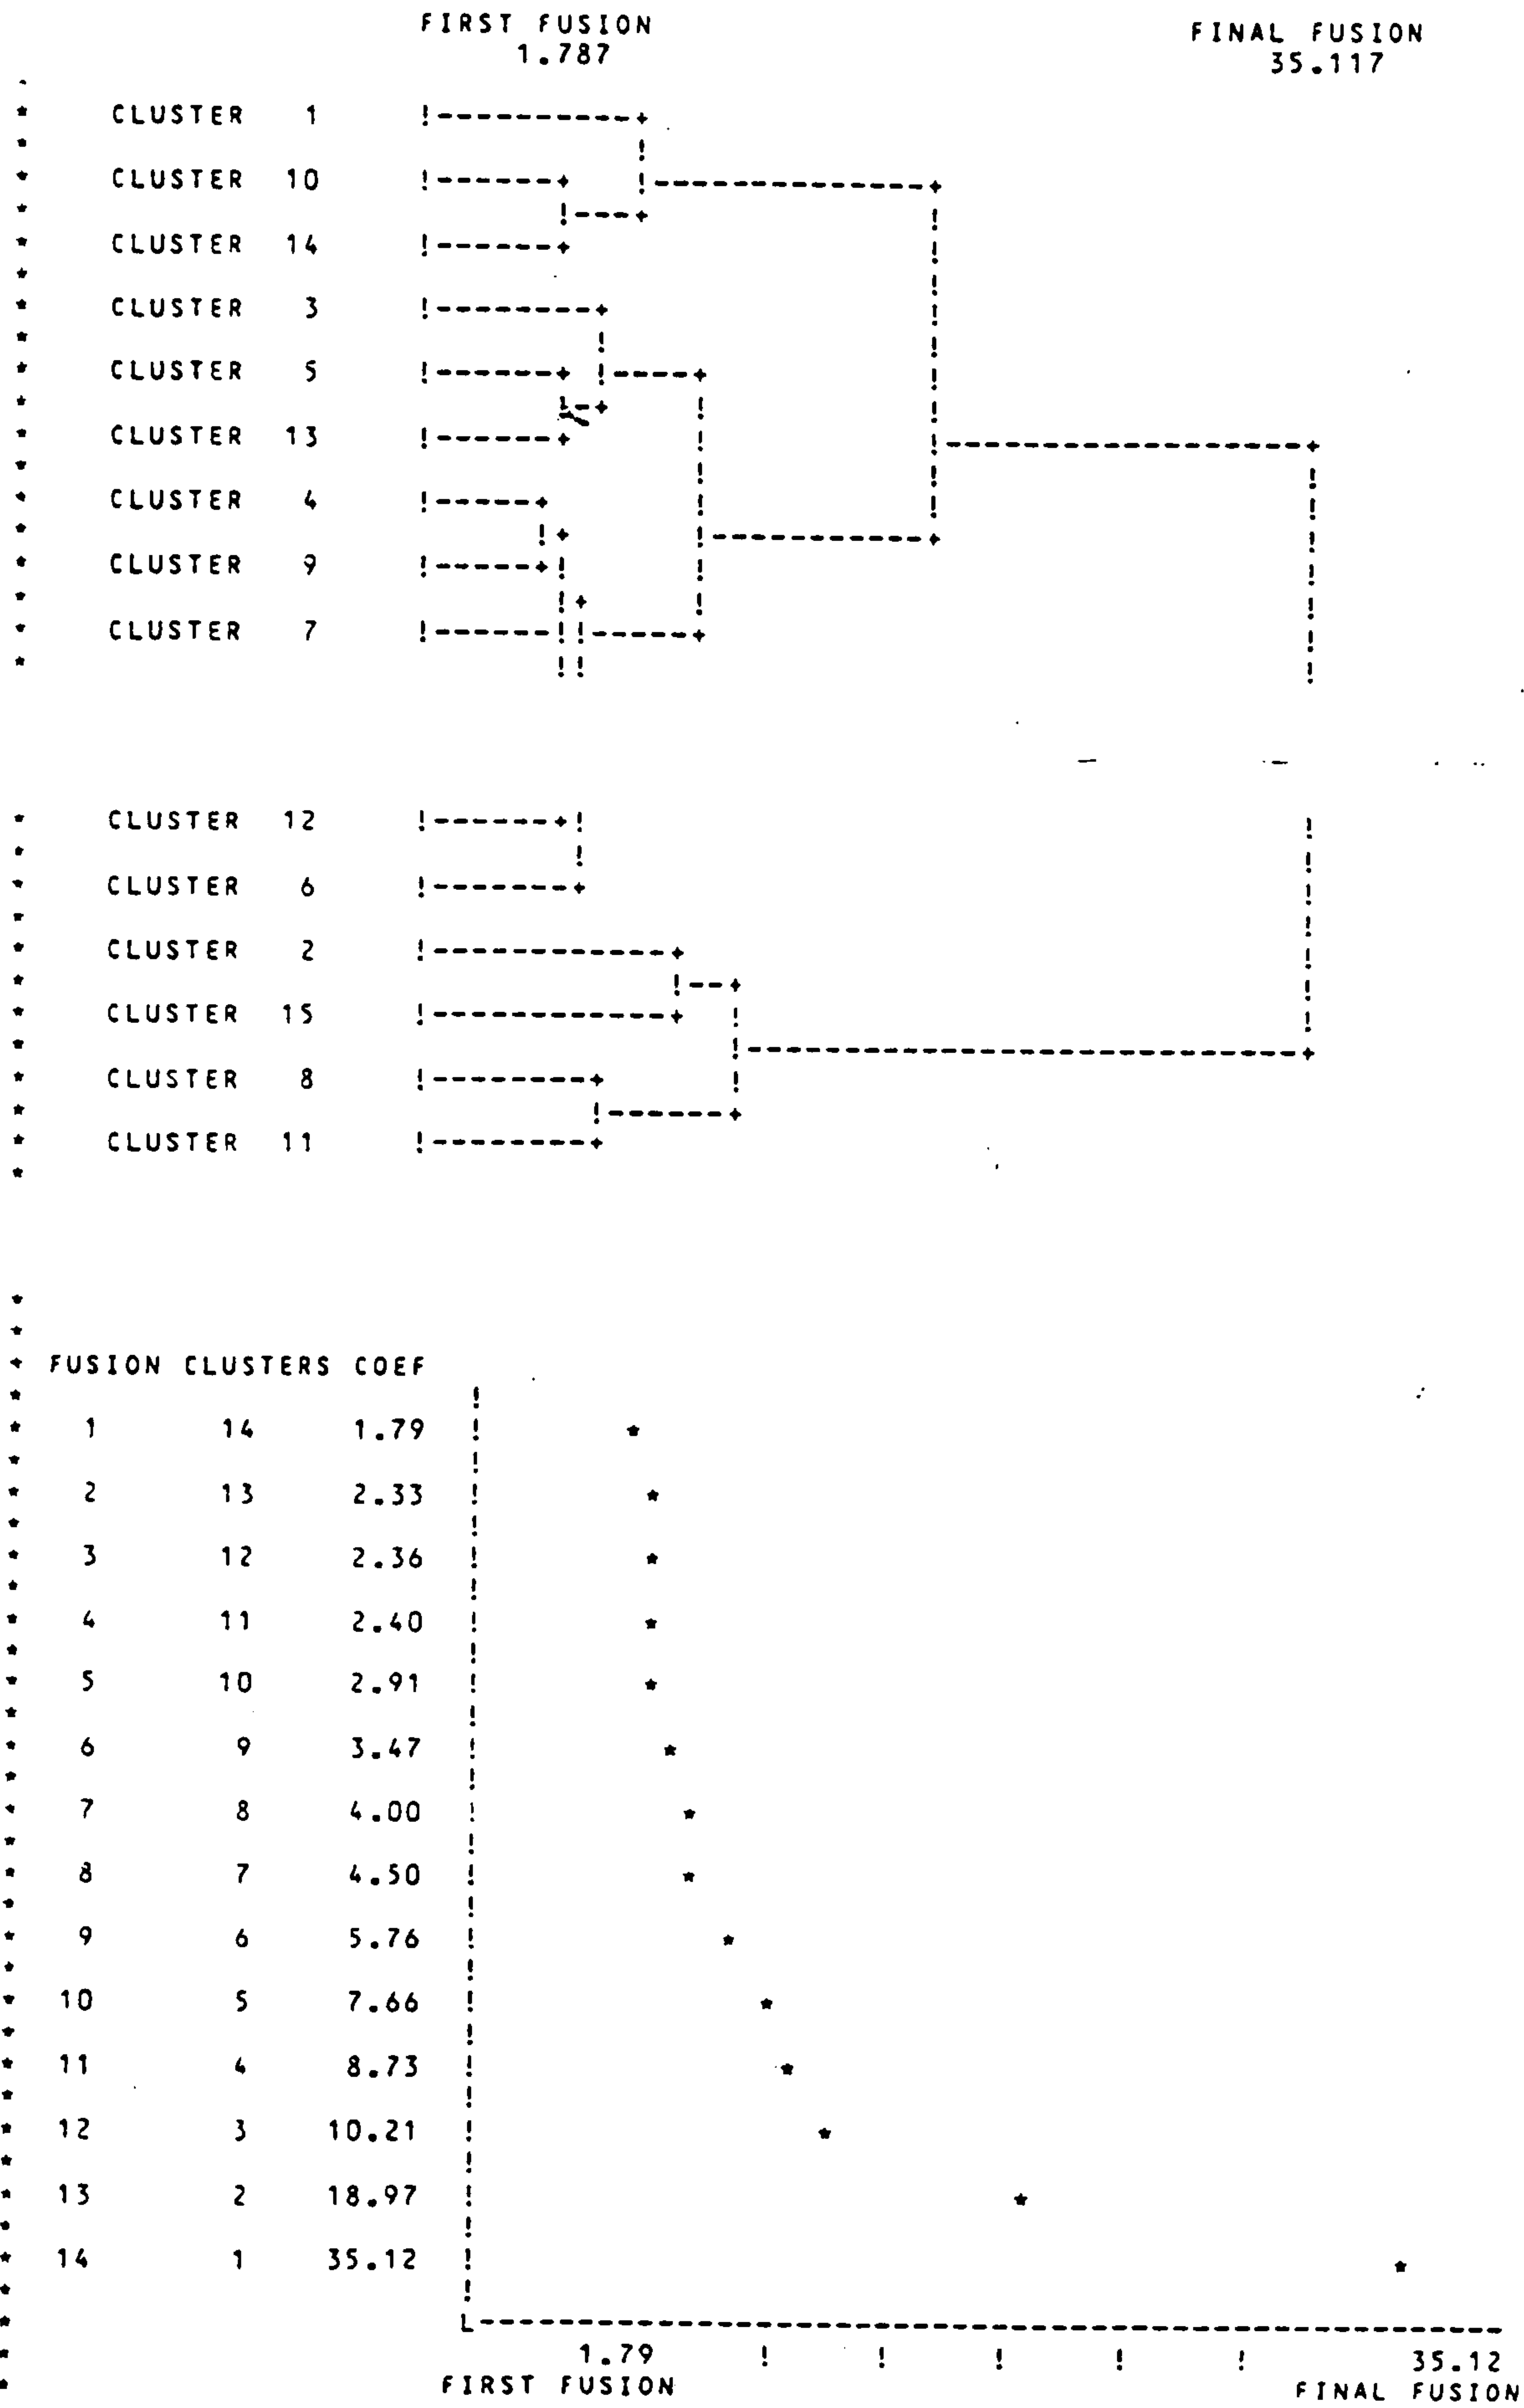 FIRST FUSION FINAL FUSION
1.787 35.117
CLUSTER 1
CLUSTER 10
CLUSTER 14
CLUSTER 3
CLUSTER 5
CLUSTER 13
CLUSTER 4
CLUSTER 9
CLUSTER 7
CLUSTER 12
CLUSTER 6
CLUSTER 2
CLUSTER 15
CLUSTER 8
CLUSTER 11
FUSION CLUSTERS COEF
1 14 1.79
2 13 2.33
3 12 2.36
4 11 2.40
5 10 2.91
6 9 3.47
7 8 4.00
8 7 4.50
9 6 5.76
10 5 7.66
11 4 8.73
12 3 10.21
13 2 18.97
14 1 35.12
1.79 35.12
FIRST FUSION FINAL FUSION